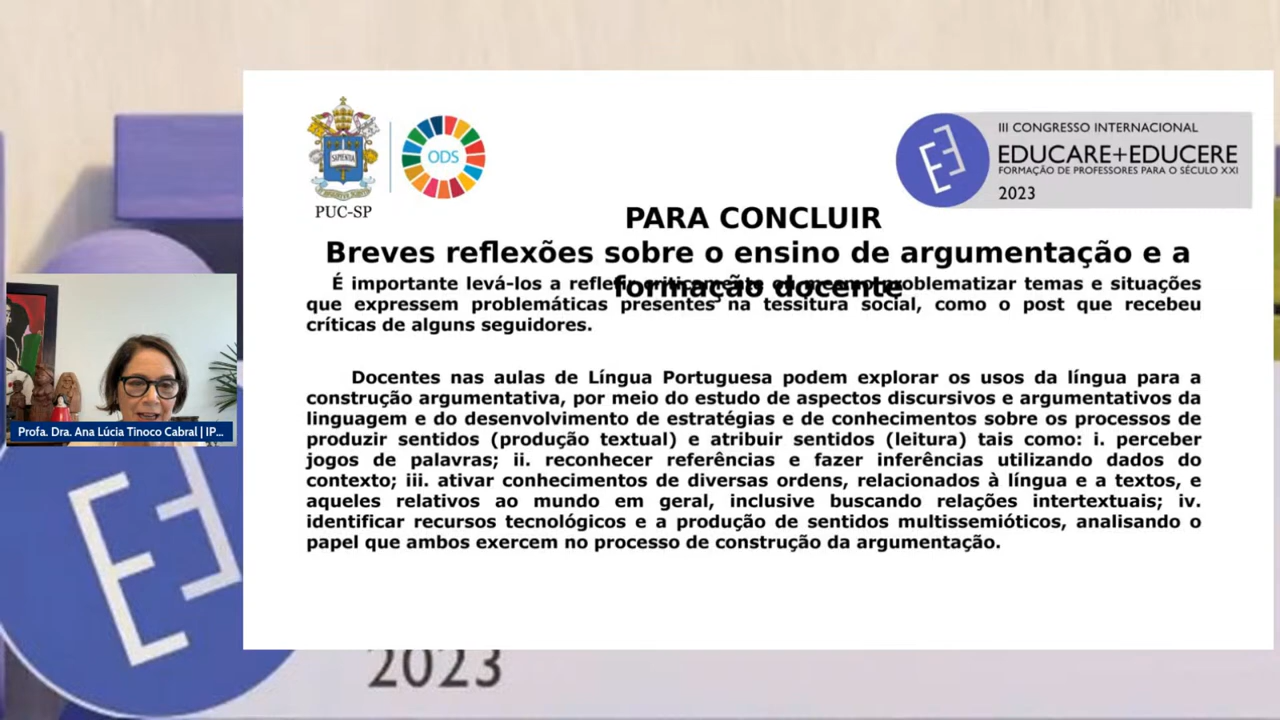 SAPIENTIA
PUC-SP
ODS
III CONGRESSO INTERNACIONAL
EDUCARE+EDUCERE
FORMAÇÃO DE PROFESSORES PARA O SÉCULO XXI
2023
PARA CONCLUIR
Breves reflexões sobre o ensino de argumentação e a
formação docente
É importante levá-los a refletir criticamente ou mesmo problematizar temas e situações
que expressem problemáticas presentes na tessitura social, como o post que recebeu
críticas de alguns seguidores.
Docentes nas aulas de Língua Portuguesa podem explorar os usos da língua para a
construção argumentativa, por meio do estudo de aspectos discursivos e argumentativos da
linguagem e do desenvolvimento de estratégias e de conhecimentos sobre os processos de
produzir sentidos (produção textual) e atribuir sentidos (leitura) tais como: i. perceber
jogos de palavras; ii. reconhecer referências e fazer inferências utilizando dados do
contexto; iii. ativar conhecimentos de diversas ordens, relacionados à língua e a textos, e
aqueles relativos ao mundo em geral, inclusive buscando relações intertextuais; iv.
identificar recursos tecnológicos e a produção de sentidos multissemióticos, analisando o
papel que ambos exercem no processo de construção da argumentação.
Profa. Dra. Ana Lúcia Tinoco Cabral | IP...
2023